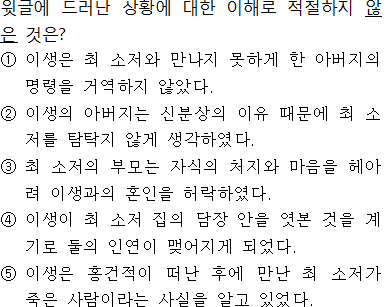 윗글에 드러난 상황에 대한 이해로 적절하지 않
은 것은?
① 이생은 최 소저와 만나지 못하게 한 아버지의
명령을 거역하지 않았다.
② 이생의 아버지는 신분상의 이유 때문에 최 소
저를 탐탁지 않게 생각하였다.
③ 최 소저의 부모는 자식의 처지와 마음을 헤아
려 이생과의 혼인을 허락하였다.
④ 이생이 최 소저 집의 담장 안을 엿본 것을 계
기로 둘의 인연이 맺어지게 되었다.
⑤ 이생은 홍건적이 떠난 후에 만난 최 소저가
죽은 사람이라는 사실을 알고 있었다.